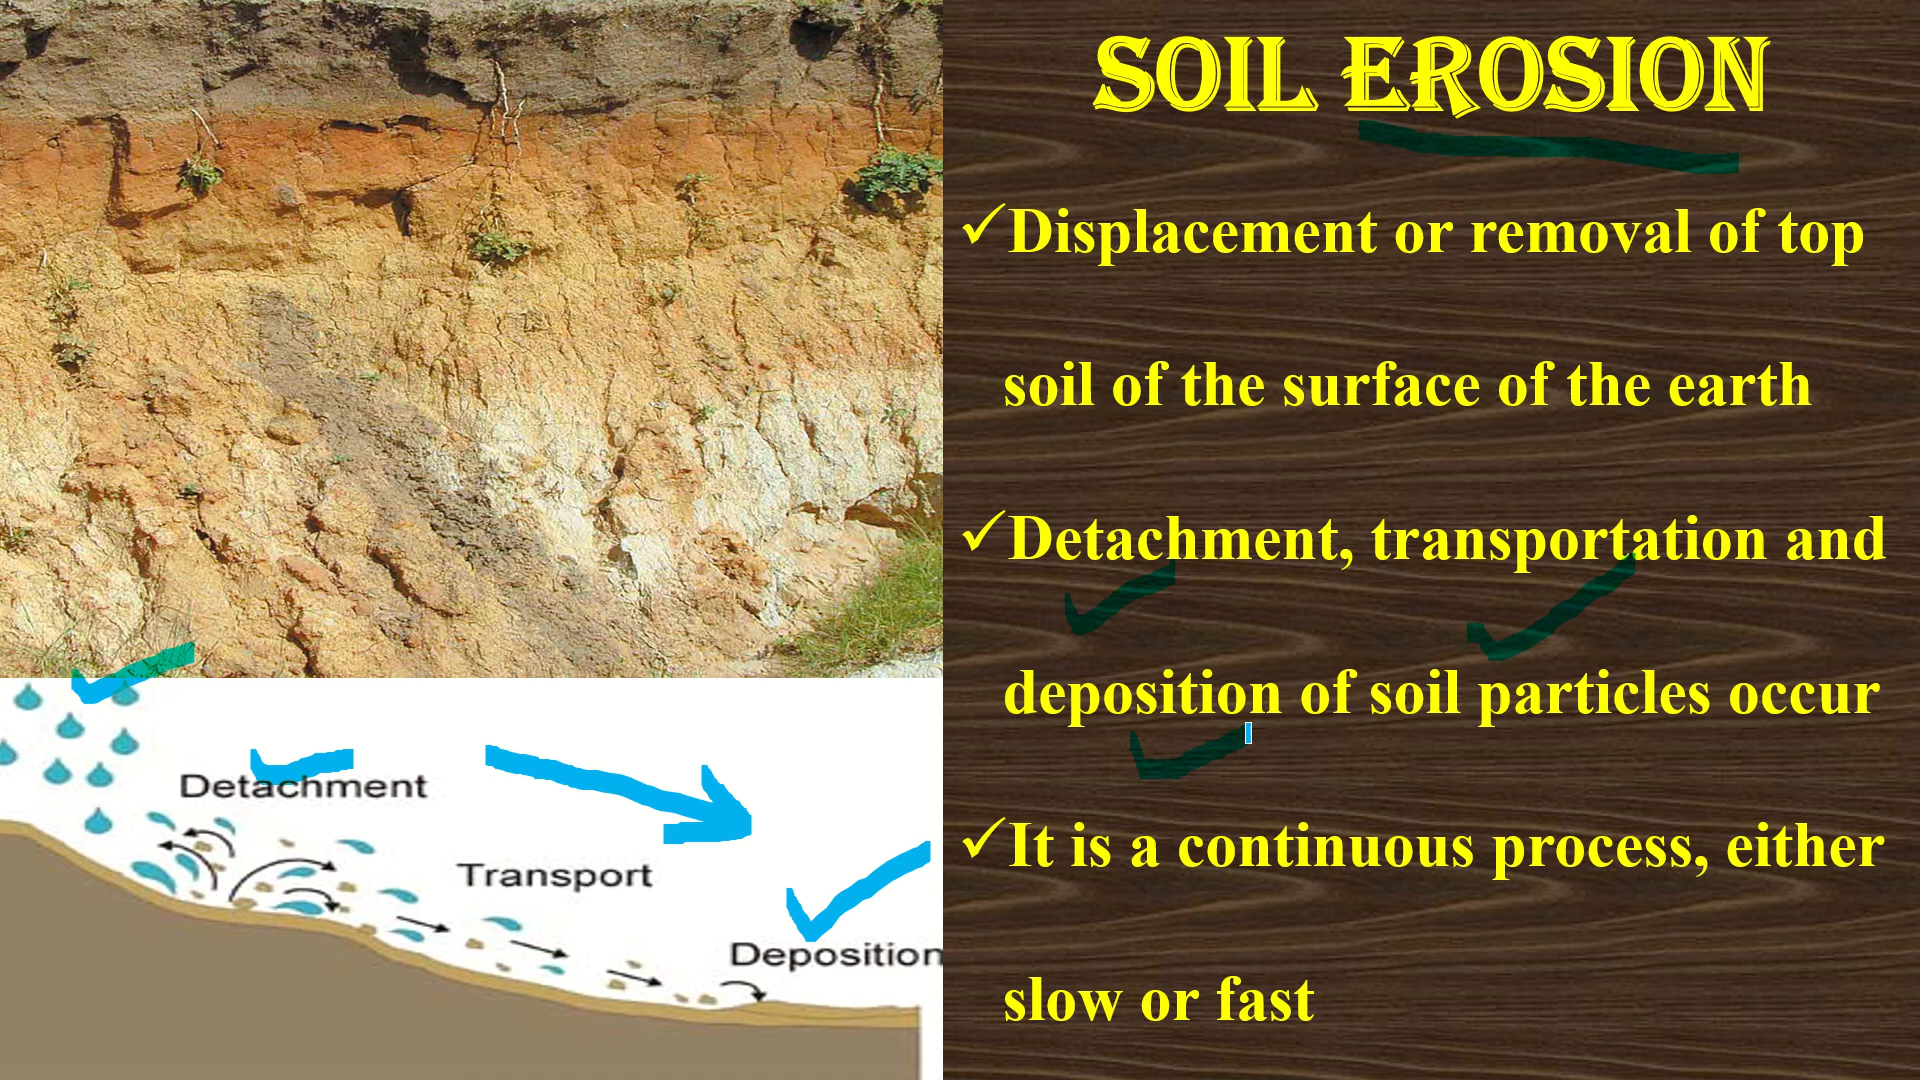 SOIL EROSION
✓Displacement or removal of top
soil of the surface of the earth
✓Detachment, transportation and
deposition of soil particles occur
✓It is a continuous process, either
slow or fast
Detachment
Transport
Deposition